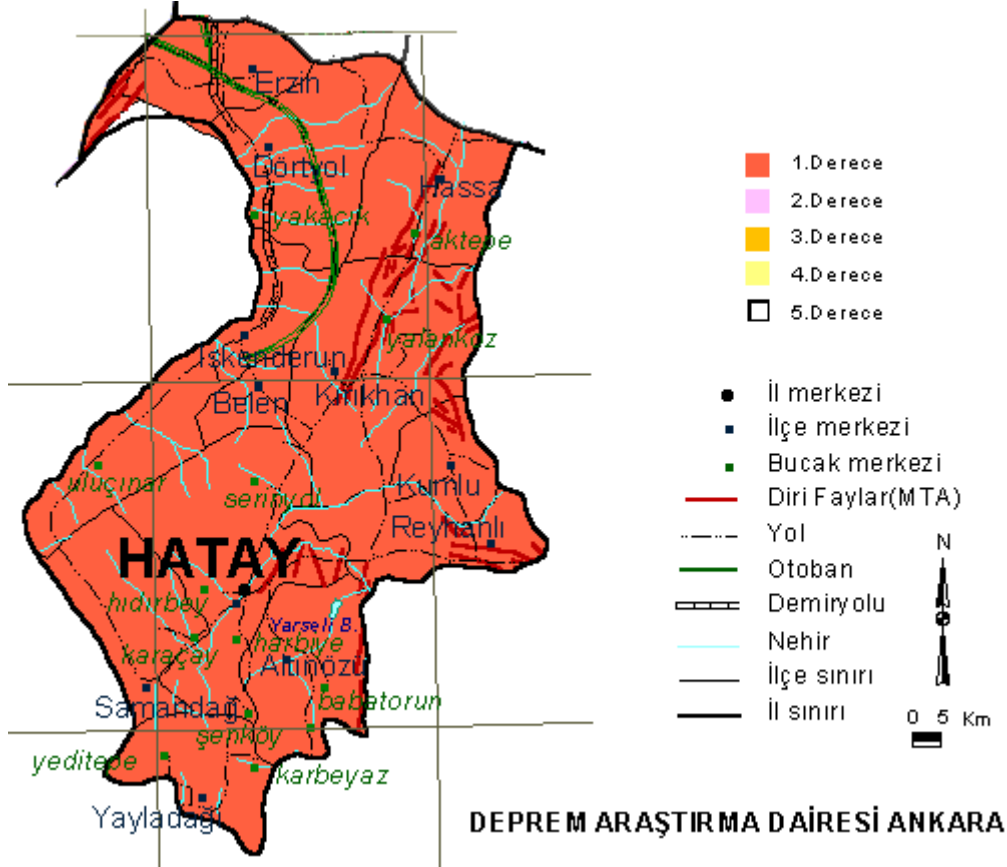 Erzin
Dörtyol
Hassa
yakacık
aktepe
yalankoz
İskenderun
Kırıkhan
Belen
uluçınar
serinyol
Kumlu
Reyhanlı
HATAY
hıdırbey
Yarseli B.
harbiye
karaçay
Altınözü
babatorun
Samandağ
şenköy
yeditepe
karbeyaz
Yayladağı
1.Derece
2.Derece
3.Derece
4.Derece
5.Derece
İl merkezi
İlçe merkezi
Bucak merkezi
Diri Faylar(MTA)
Yol
Otoban
Demiryolu
Nehir
İlçe sınırı
İl sınırı
N
0 5 Km
DEPREM ARAŞTIRMA DAİRESİ ANKARA